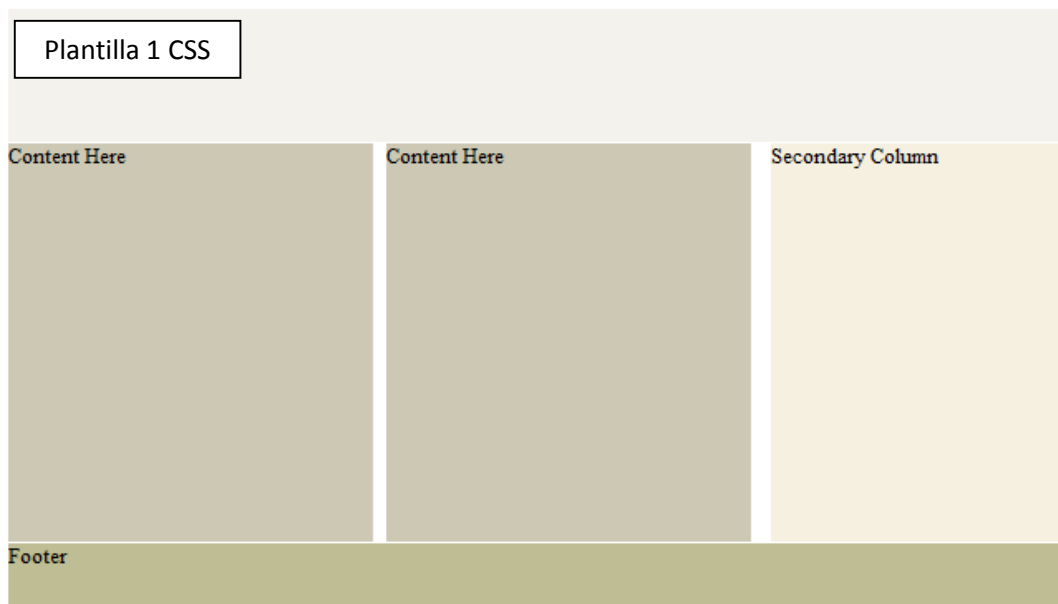 Plantilla 1 CSS
Content Here
Content Here
Secondary Column
Footer